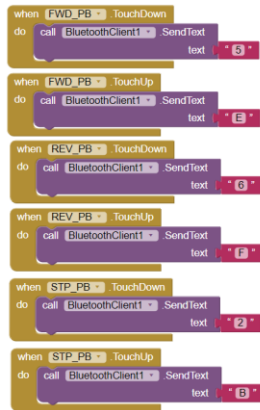 when FWD_PB .TouchDown
do call BluetoothClient1 .SendText
text " 5 "
when FWD_PB .TouchUp
do call BluetoothClient1 .SendText
text " E "
when REV_PB .TouchDown
do call BluetoothClient1 .SendText
text " 6 "
when REV_PB .TouchUp
do call BluetoothClient1 .SendText
text " F "
when STP_PB .TouchDown
do call BluetoothClient1 .SendText
text " 2 "
when STP_PB .TouchUp
do call BluetoothClient1 .SendText
text " B "